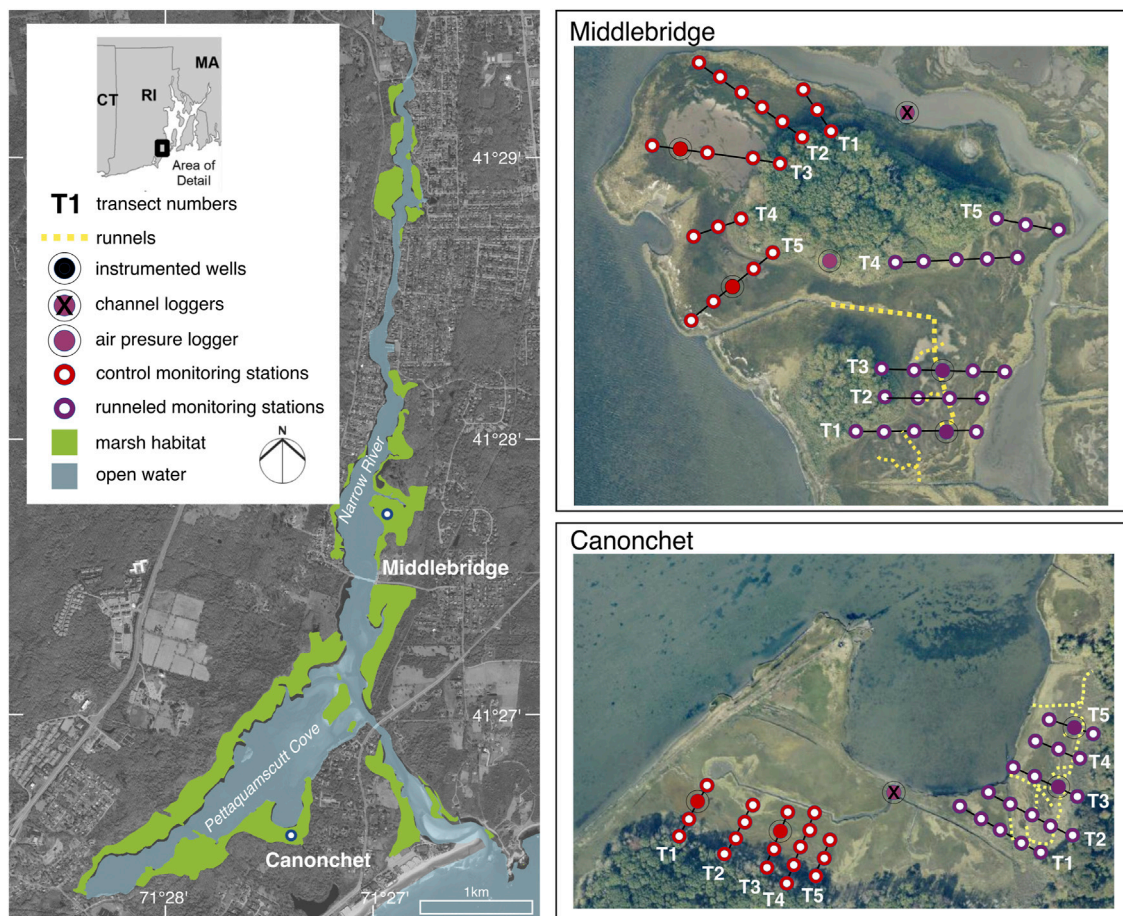 CT
RI
MA
Area of
Detail
T1 transect numbers
runnels
instrumented wells
X channel loggers
air presure logger
control monitoring stations
runneled monitoring stations
marsh habitat
open water
N
41°29'
41°28'
41°27'
Narrow River
Middlebridge
Pettaquamscutt Cove
Canonchet
71°28'
71°27'
1km
Middlebridge
X
T1
T2
T3
T4
T5
T5
T4
T3
T2
T1
Canonchet
X
T1
T2
T3
T4
T5
T5
T4
T3
T2
T1